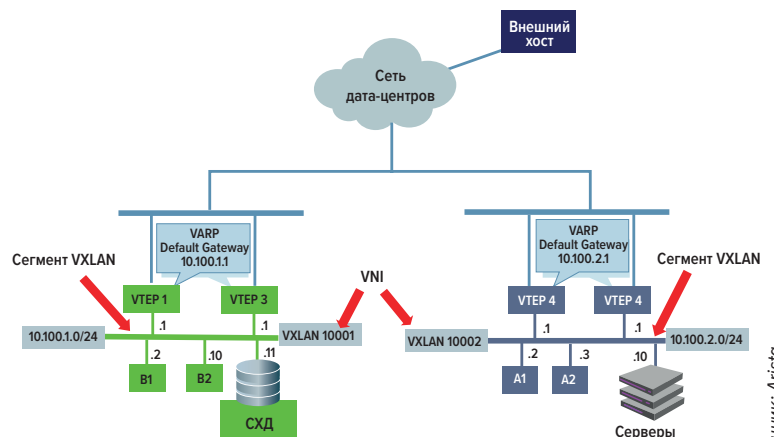 Внешний
хост
Сеть
дата-центров
VARP
Default Gateway
10.100.1.1
VARP
Default Gateway
10.100.2.1
Сегмент VXLAN
VNI
Сегмент VXLAN
VTEP 1
VTEP 3
VTEP 4
VTEP 4
.1
.1
.1
.1
10.100.1.0/24
VXLAN 10001
VXLAN 10002
10.100.2.0/24
.2
.10
.11
.2
.3
.10
B1
B2
A1
A2
СХД
Серверы
Arista